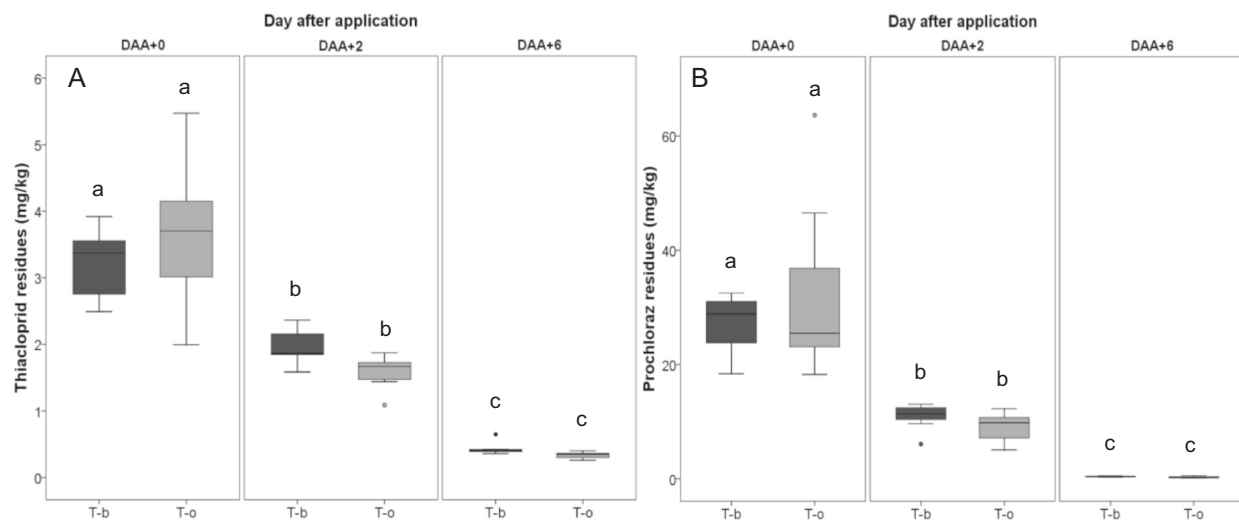 Day after application
DAA+0 DAA+2 DAA+6
A
Thiacloprid residues (mg/kg)
6
5
4
3
2
1
0
a
a
b
b
c
c
T-b T-o T-b T-o T-b T-o
Day after application
DAA+0 DAA+2 DAA+6
B
Prochloraz residues (mg/kg)
60
40
20
0
a
a
b
b
c
c
T-b T-o T-b T-o T-b T-o